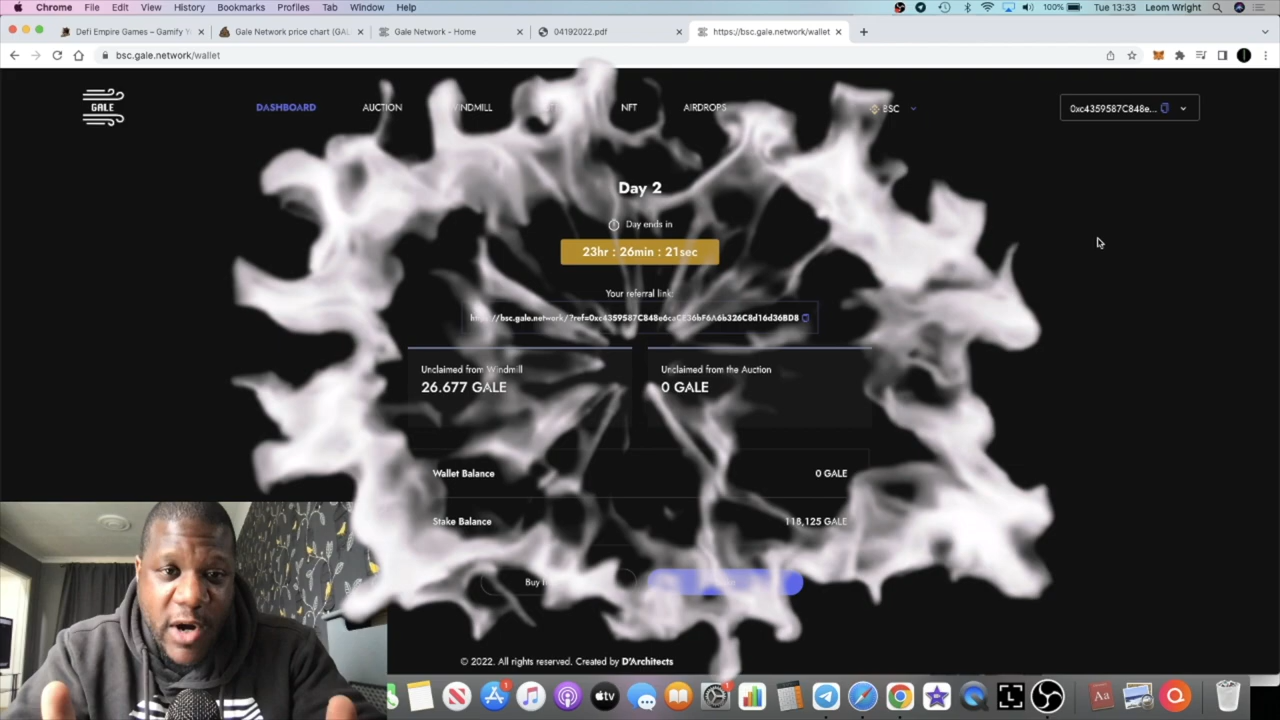 Chrome File Edit View History Bookmarks Profiles Tab Window Help 100% Tue 13:33 Leom Wright
Defi Empire Games – Gamify Gale Network price chart (GAL Gale Network - Home 04192022.pdf https://bsc.gale.network/wallet
bsc.gale.network/wallet
GALE DASHBOARD AUCTION NFT AIRDROPS BSC 0xc4359587C848e...
Day 2
Day ends in
23hr : 26min : 21sec
Your referral link:
Unclaimed from Windmill Unclaimed from the Auction
26.677 GALE 0 GALE
Wallet Balance 0 GALE
Stake Balance 118,125 GALE
Buy
© 2022. All rights reserved. Created by D'Architects